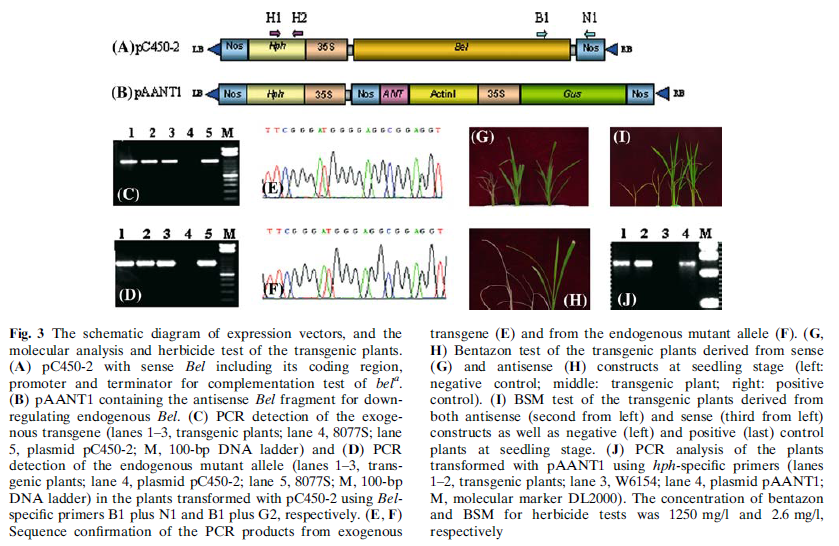 H1 H2 B1 N1
(A) pC450-2 LB Nos Hph 35S Bel Nos RB
(B) pAANT1 LB Nos Hph 35S Nos ANT ActinI 35S Gus Nos RB
1 2 3 4 5 M
(C)
T T C G G G A T G G G G A G G C G G A G G T
(E)
(G)
(I)
1 2 3 4 5 M
(D)
T T C G G G A T G G G A G G C G G A G G T
(F)
(H)
1 2 3 4 M
(J)
Fig. 3 The schematic diagram of expression vectors, and the
molecular analysis and herbicide test of the transgenic plants.
(A) pC450-2 with sense Bel including its coding region,
promoter and terminator for complementation test of belᵃ.
(B) pAANT1 containing the antisense Bel fragment for down-
regulating endogenous Bel. (C) PCR detection of the exoge-
nous transgene (lanes 1–3, transgenic plants; lane 4, 8077S; lane
5, plasmid pC450-2; M, 100-bp DNA ladder) and (D) PCR
detection of the endogenous mutant allele (lanes 1–3, trans-
genic plants; lane 4, plasmid pC450-2; lane 5, 8077S; M, 100-bp
DNA ladder) in the plants transformed with pC450-2 using Bel-
specific primers B1 plus N1 and B1 plus G2, respectively. (E, F)
Sequence confirmation of the PCR products from exogenous
transgene (E) and from the endogenous mutant allele (F). (G,
H) Bentazon test of the transgenic plants derived from sense
(G) and antisense (H) constructs at seedling stage (left:
negative control; middle: transgenic plant; right: positive
control). (I) BSM test of the transgenic plants derived from
both antisense (second from left) and sense (third from left)
constructs as well as negative (left) and positive (last) control
plants at seedling stage. (J) PCR analysis of the plants
transformed with pAANT1 using hph-specific primers (lanes
1–2, transgenic plants; lane 3, W6154; lane 4, plasmid pAANT1;
M, molecular marker DL2000). The concentration of bentazon
and BSM for herbicide tests was 1250 mg/l and 2.6 mg/l,
respectively